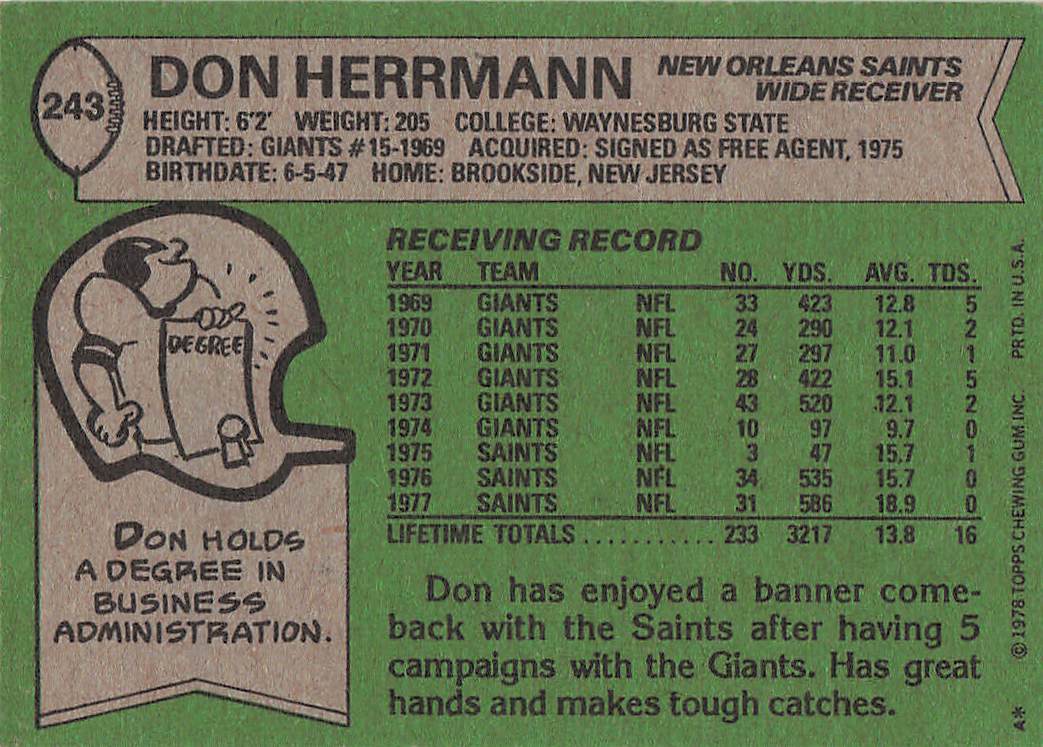 243
DON HERRMANN
NEW ORLEANS SAINTS
WIDE RECEIVER
HEIGHT: 6'2' WEIGHT: 205 COLLEGE: WAYNESBURG STATE
DRAFTED: GIANTS #15-1969 ACQUIRED: SIGNED AS FREE AGENT, 1975
BIRTHDATE: 6-5-47 HOME: BROOKSIDE, NEW JERSEY
DEGREE
DON HOLDS
A DEGREE IN
BUSINESS
ADMINISTRATION.
RECEIVING RECORD
YEAR TEAM NO. YDS. AVG. TDS.
1969 GIANTS NFL 33 423 12.8 5
1970 GIANTS NFL 24 290 12.1 2
1971 GIANTS NFL 27 297 11.0 1
1972 GIANTS NFL 28 422 15.1 5
1973 GIANTS NFL 43 520 12.1 2
1974 GIANTS NFL 10 97 9.7 0
1975 SAINTS NFL 3 47 15.7 1
1976 SAINTS NFL 34 535 15.7 0
1977 SAINTS NFL 31 586 18.9 0
LIFETIME TOTALS ........... 233 3217 13.8 16
Don has enjoyed a banner come-
back with the Saints after having 5
campaigns with the Giants. Has great
hands and makes tough catches.
A* © 1978 TOPPS CHEWING GUM INC. PRTD. IN U.S.A.